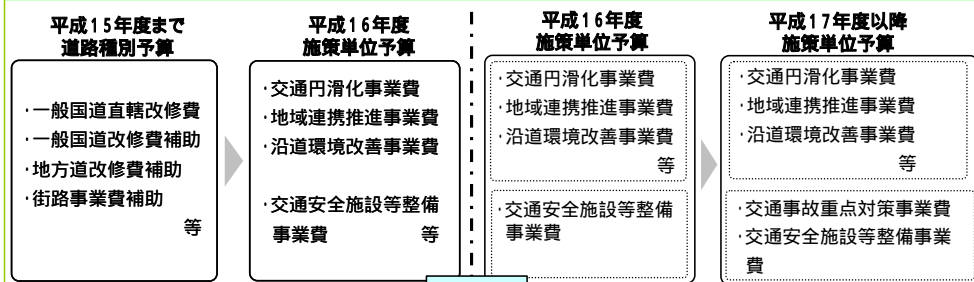 平成15年度まで
道路種別予算
・一般国道直轄改修費
・一般国道改修費補助
・地方道改修費補助
・街路事業費補助
等
平成16年度
施策単位予算
・交通円滑化事業費
・地域連携推進事業費
・沿道環境改善事業費
・交通安全施設等整備
事業費　等
平成16年度
施策単位予算
・交通円滑化事業費
・地域連携推進事業費
・沿道環境改善事業費
等
・交通安全施設等整備
事業費
平成17年度以降
施策単位予算
・交通円滑化事業費
・地域連携推進事業費
・沿道環境改善事業費
等
・交通事故重点対策事業費
・交通安全施設等整備事業
費